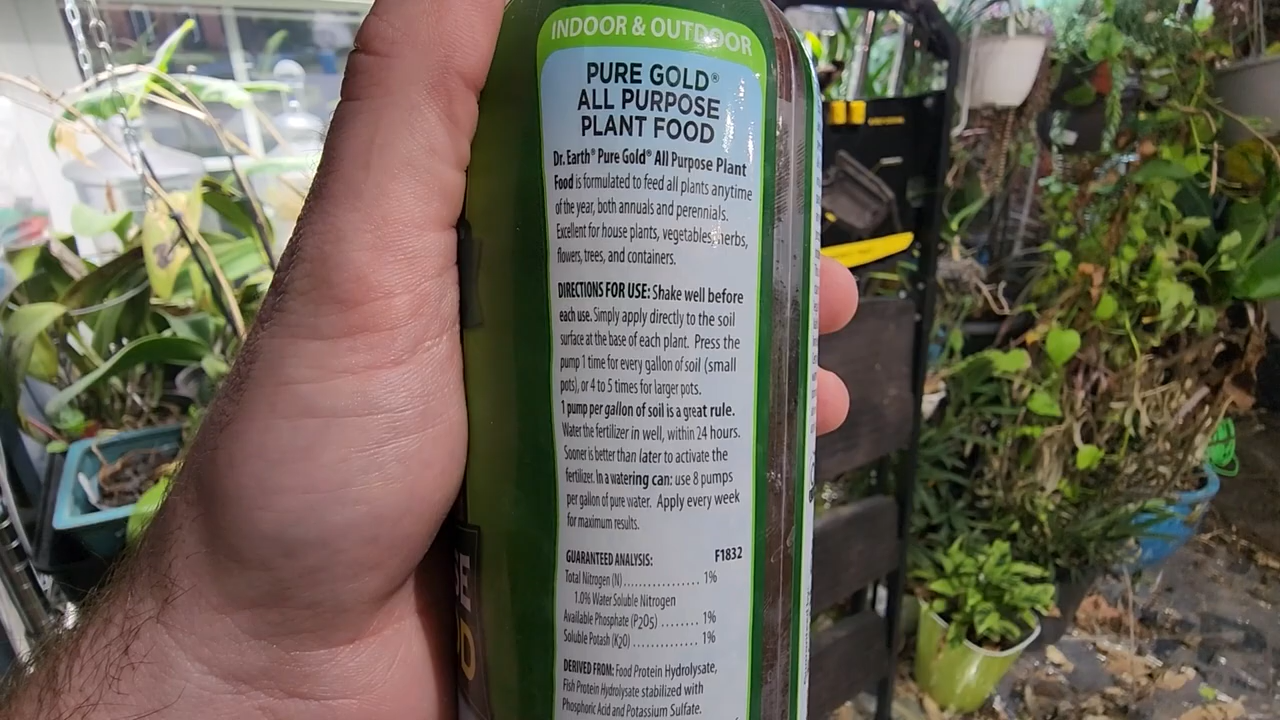 INDOOR & OUTDOOR
PURE GOLD®
ALL PURPOSE
PLANT FOOD
Dr. Earth® Pure Gold® All Purpose Plant
Food is formulated to feed all plants anytime
of the year, both annuals and perennials.
Excellent for house plants, vegetables, herbs,
flowers, trees, and containers.
DIRECTIONS FOR USE: Shake well before
each use. Simply apply directly to the soil
surface at the base of each plant. Press the
pump 1 time for every gallon of soil (small
pots), or 4 to 5 times for larger pots.
1 pump per gallon of soil is a great rule.
Water the fertilizer in well, within 24 hours.
Sooner is better than later to activate the
fertilizer. In a watering can: use 8 pumps
per gallon of pure water. Apply every week
for maximum results.
GUARANTEED ANALYSIS: F1832
Total Nitrogen (N)..................1%
1.0% Water Soluble Nitrogen
Available Phosphate (P2O5)........1%
Soluble Potash (K2O)................1%
DERIVED FROM: Food Protein Hydrolysate,
Fish Protein Hydrolysate stabilized with
Phosphoric Acid and Potassium Sulfate.